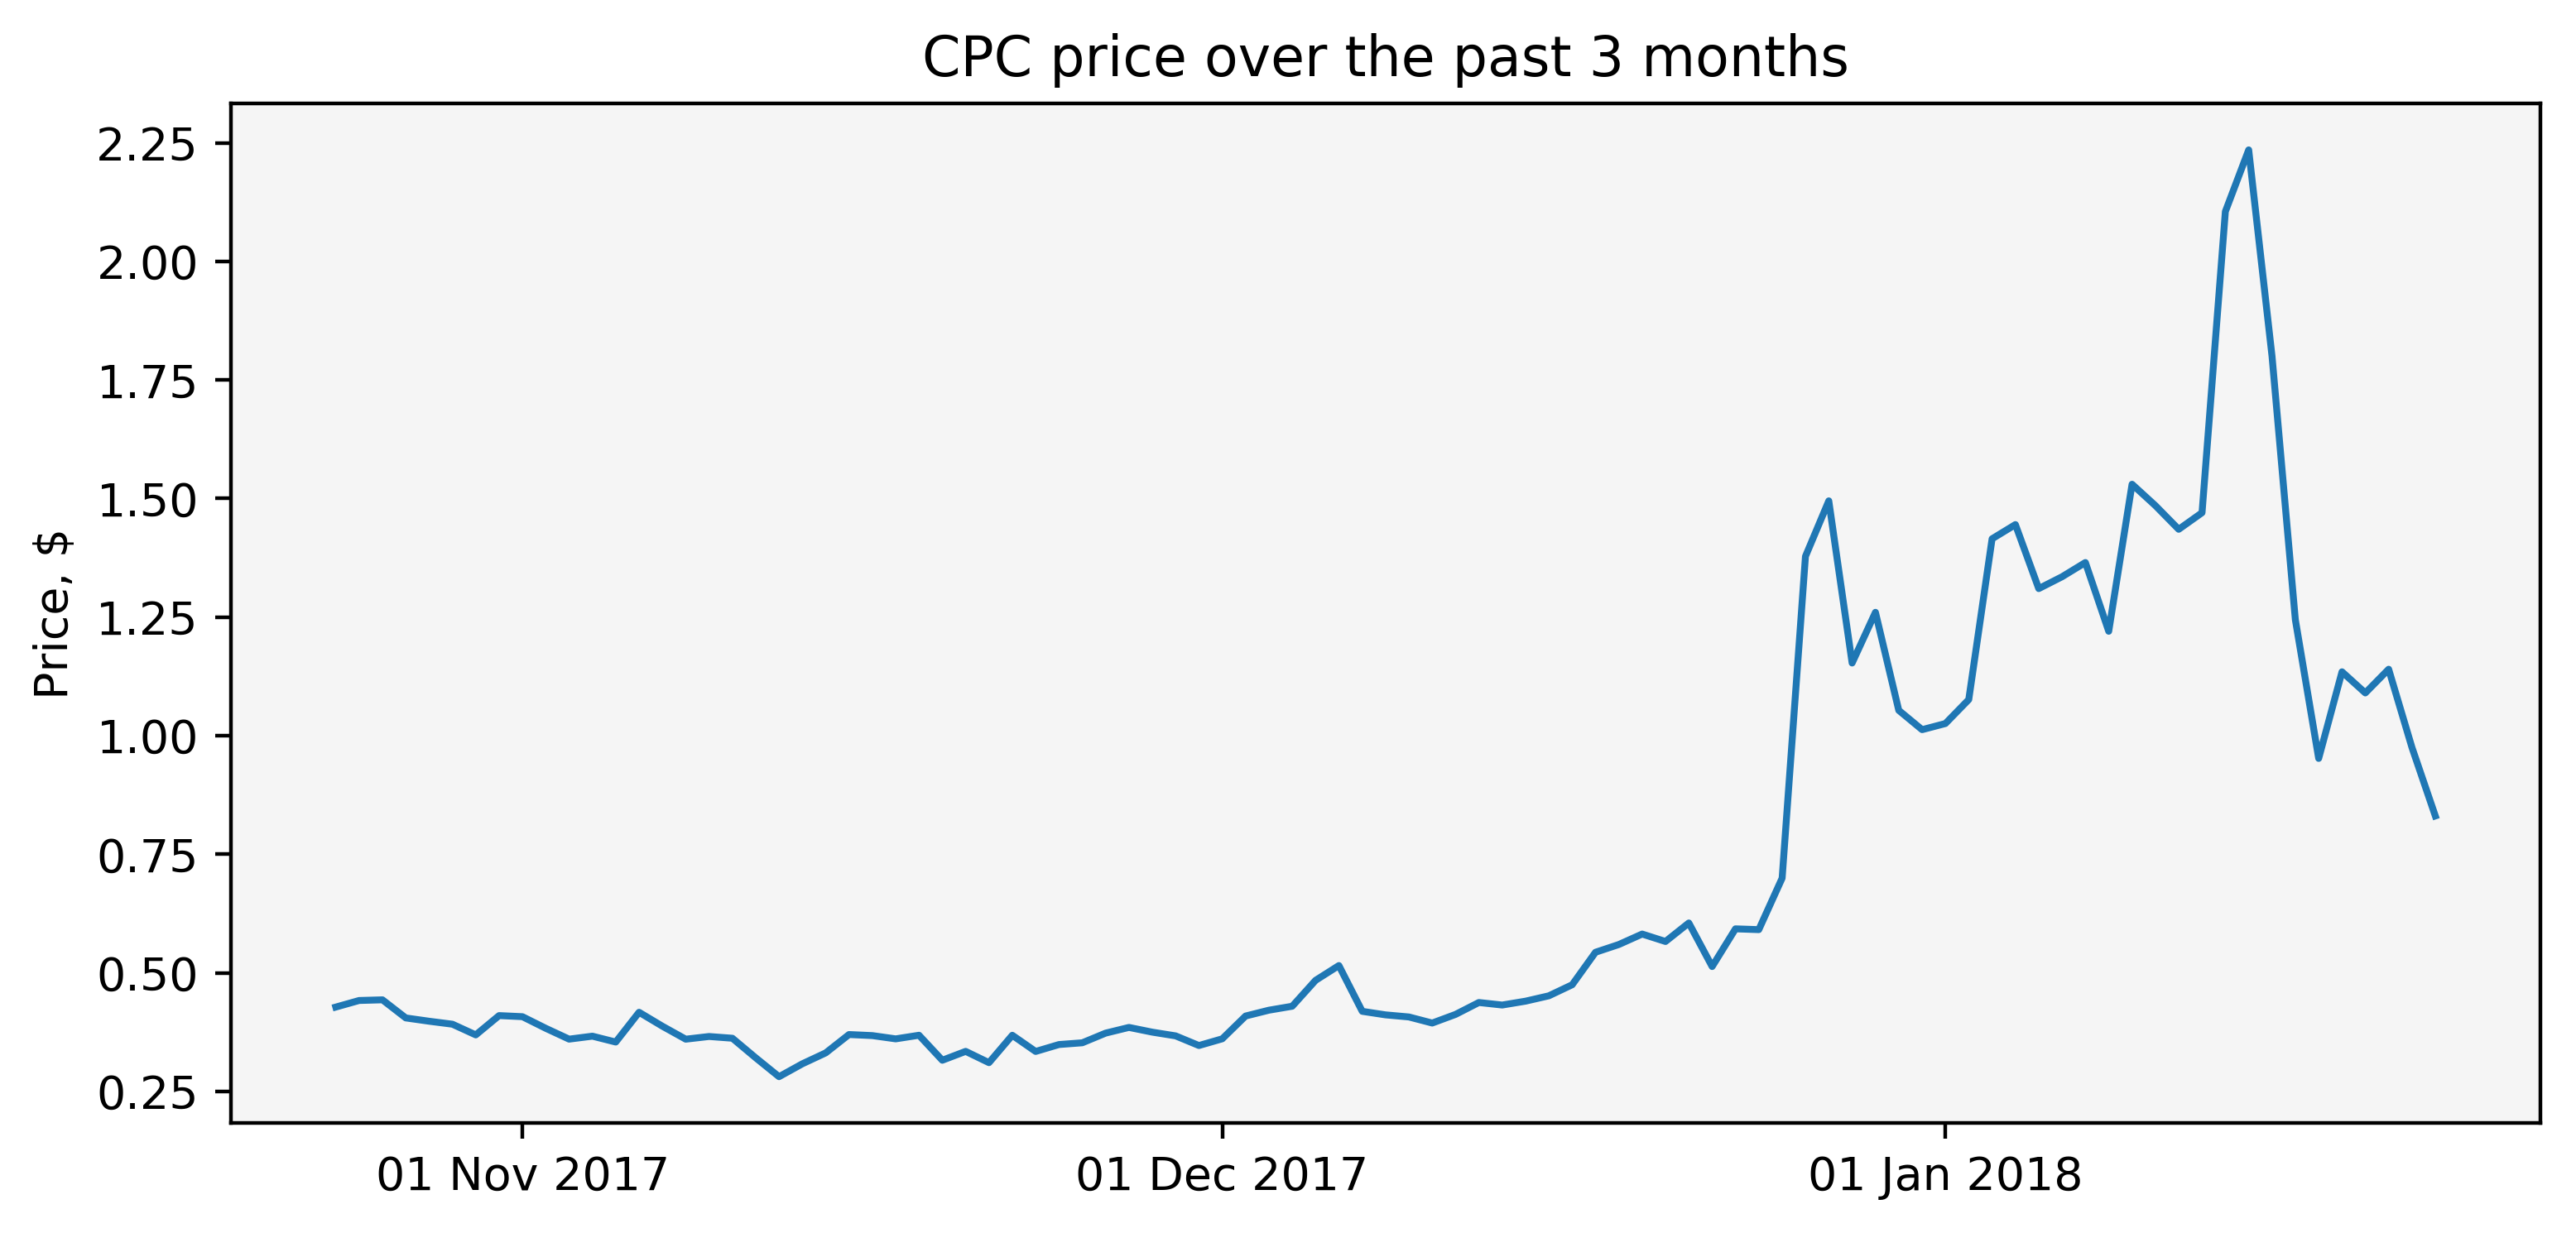 CPC price over the past 3 months
Price, $
2.25
2.00
1.75
1.50
1.25
1.00
0.75
0.50
0.25
01 Nov 2017
01 Dec 2017
01 Jan 2018